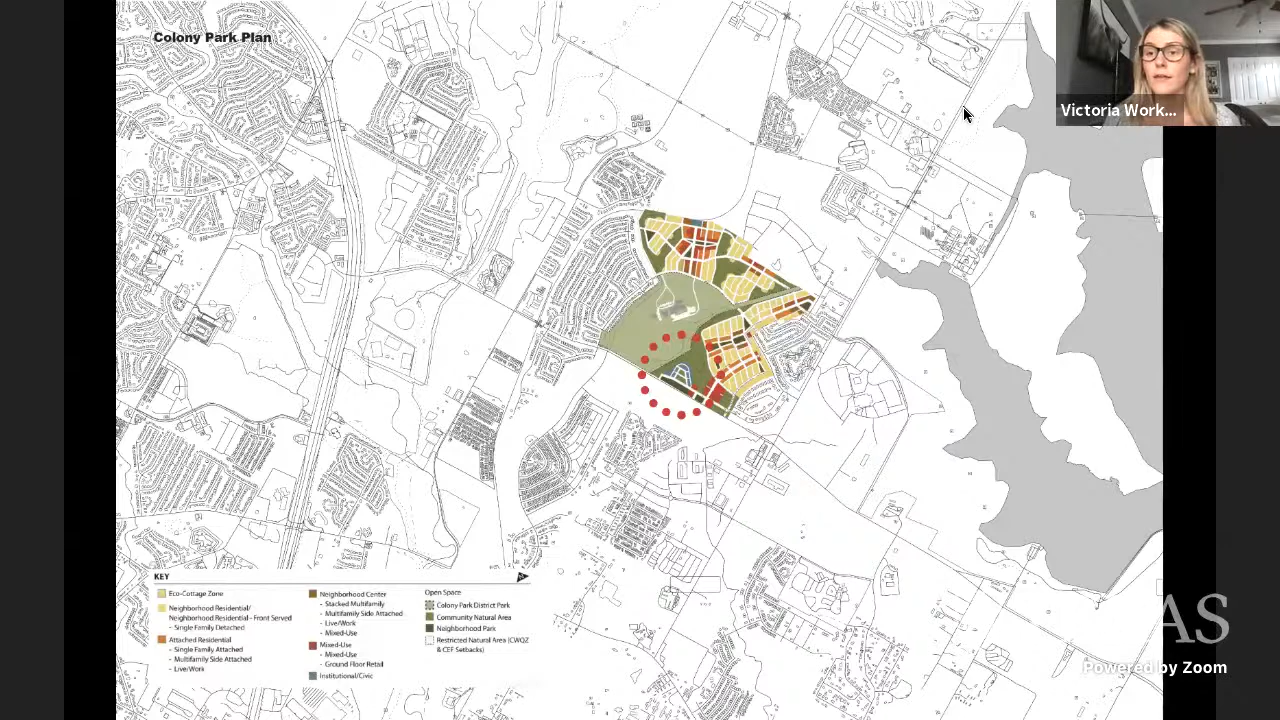 Colony Park Plan
Victoria Work...
KEY
Eco-Cottage Zone
Neighborhood Residential/
Neighborhood Residential - Front Served
- Single Family Detached
Attached Residential
- Single Family Attached
- Multifamily Side Attached
- Live/Work
Neighborhood Center
- Stacked Multifamily
- Multifamily Side Attached
- Live/Work
- Mixed-Use
Mixed-Use
- Mixed-Use
- Ground Floor Retail
Institutional/Civic
Open Space
Colony Park District Park
Community Natural Area
Neighborhood Park
Restricted Natural Area (CWQZ
& CEF Setbacks)
AS
Powered by Zoom